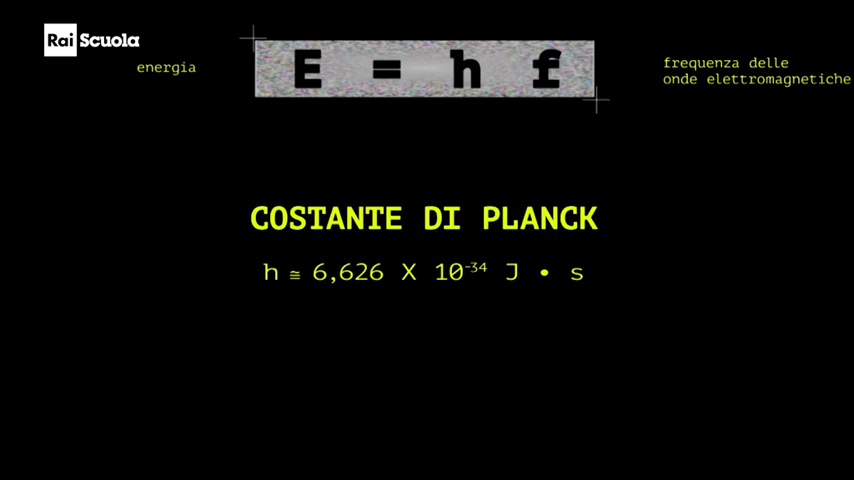 Rai Scuola
energia
E = h f
frequenza delle
onde elettromagnetiche
COSTANTE DI PLANCK
h ≅ 6,626 X 10⁻³⁴ J • s